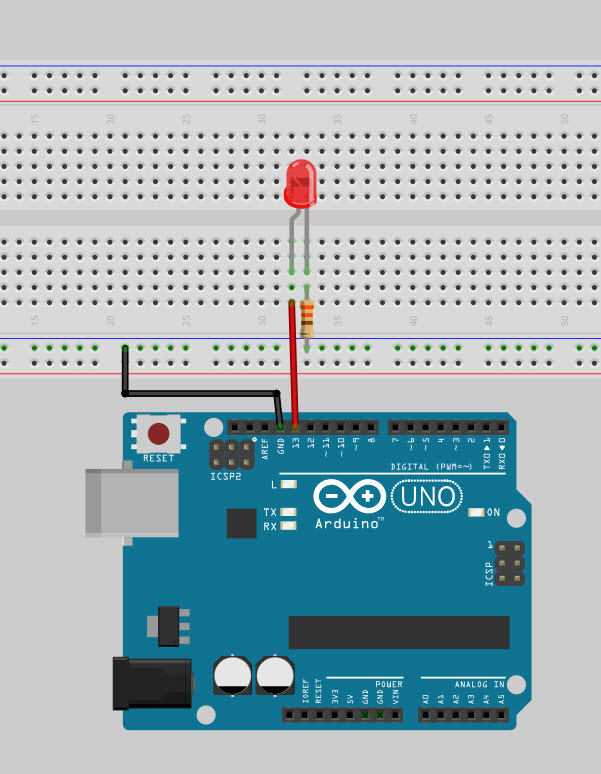 15 20 25 30 35 40 45 50
15 20 25 30 35 40 45 50
RESET
ICSP2
AREF
GND
13
12
~11
~10
~9
8
7
~6
~5
4
~3
2
TX0▶1
RX0◀0
DIGITAL (PWM=~)
L
TX
RX
Arduino™
UNO
ON
1
ICSP
POWER
ANALOG IN
IOREF
RESET
3V3
5V
GND
GND
VIN
A0
A1
A2
A3
A4
A5